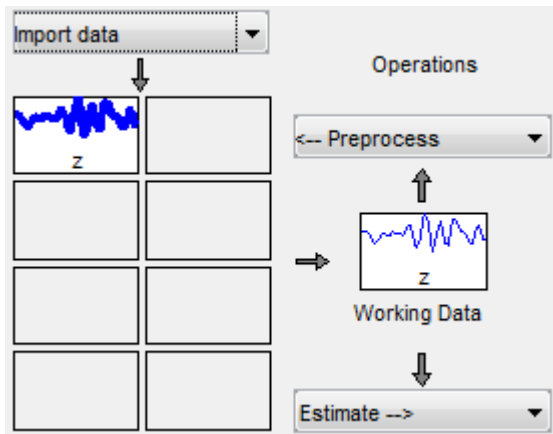 Import data
Operations
z
<-- Preprocess
z
Working Data
Estimate -->